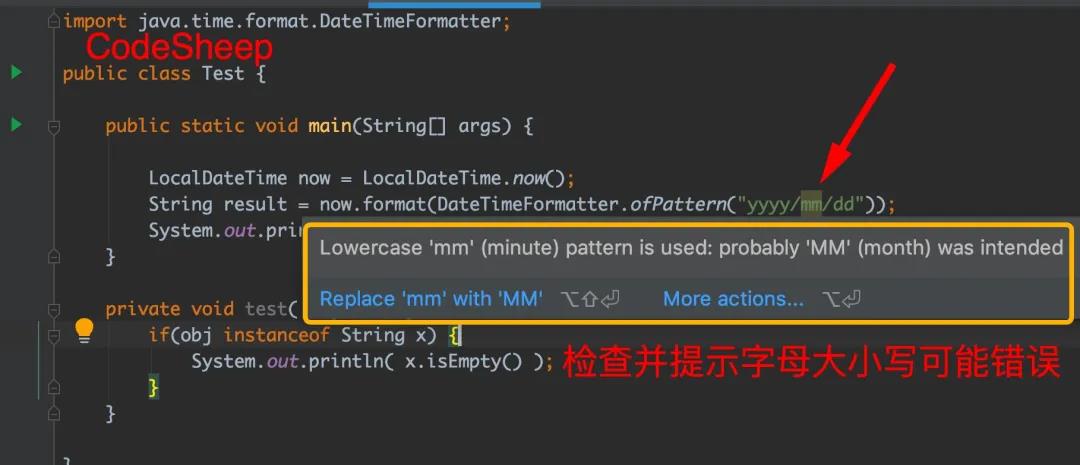 import java.time.format.DateTimeFormatter;
CodeSheep
public class Test {
public static void main(String[] args) {
LocalDateTime now = LocalDateTime.now();
String result = now.format(DateTimeFormatter.ofPattern("yyyy/mm/dd"));
System.out.pri
Lowercase 'mm' (minute) pattern is used: probably 'MM' (month) was intended
}
Replace 'mm' with 'MM' ⌥⇧⏎ More actions... ⌥⏎
private void test(
if(obj instanceof String x) {
System.out.println( x.isEmpty() );
检查并提示字母大小写可能错误
}
}
}